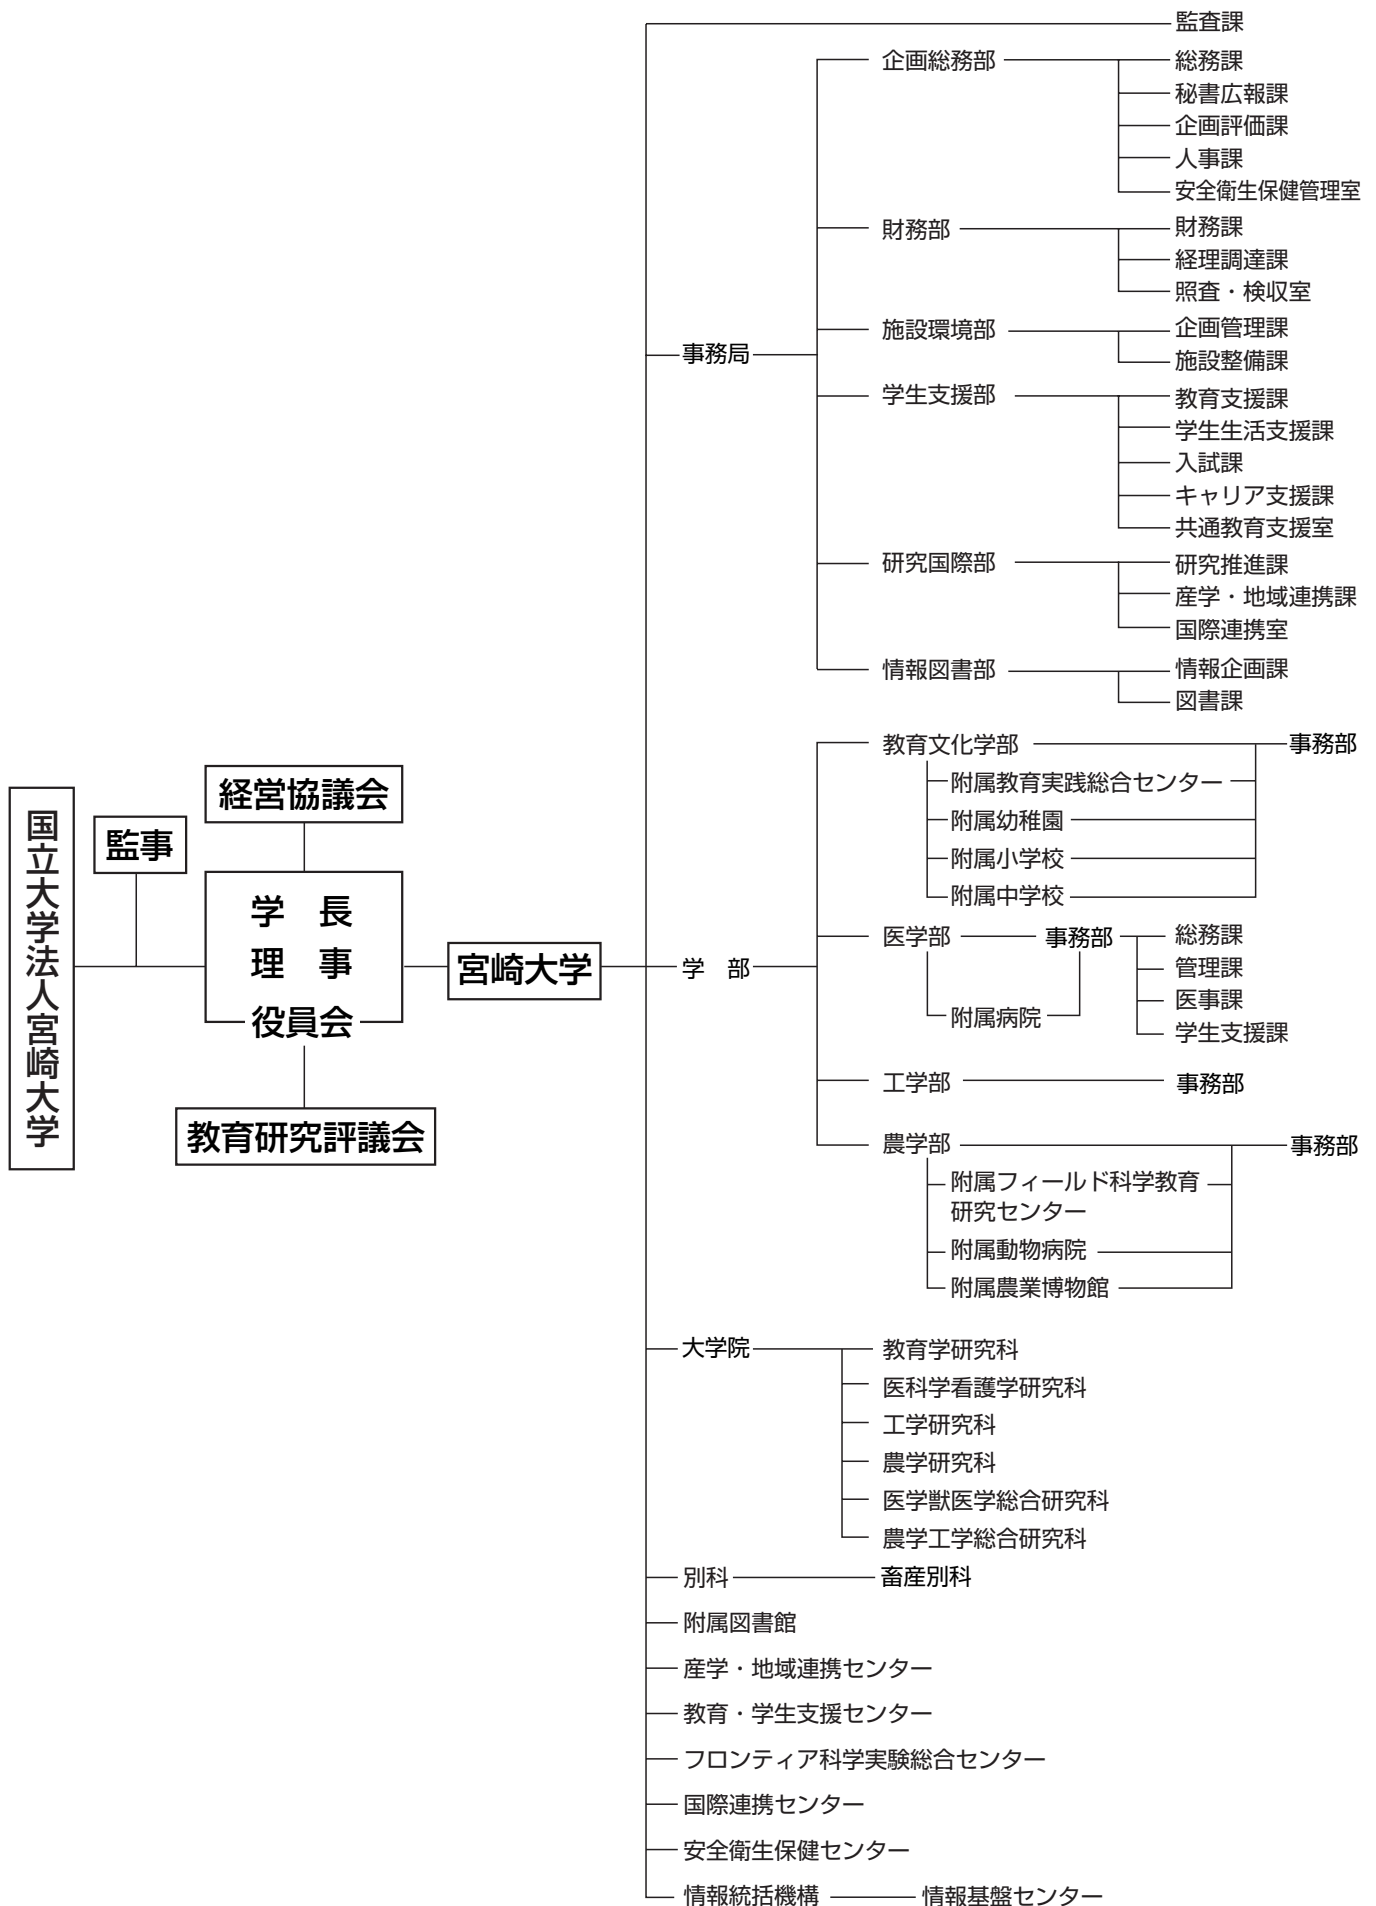 国立大学法人宮崎大学
監事
経営協議会
学　長
理　事
役員会
教育研究評議会
宮崎大学
監査課
事務局
企画総務部
総務課
秘書広報課
企画評価課
人事課
安全衛生保健管理室
財務部
財務課
経理調達課
照査・検収室
施設環境部
企画管理課
施設整備課
学生支援部
教育支援課
学生生活支援課
入試課
キャリア支援課
共通教育支援室
研究国際部
研究推進課
産学・地域連携課
国際連携室
情報図書部
情報企画課
図書課
学　部
教育文化学部
事務部
附属教育実践総合センター
附属幼稚園
附属小学校
附属中学校
医学部
事務部
総務課
管理課
医事課
学生支援課
附属病院
工学部
事務部
農学部
事務部
附属フィールド科学教育
研究センター
附属動物病院
附属農業博物館
大学院
教育学研究科
医科学看護学研究科
工学研究科
農学研究科
医学獣医学総合研究科
農学工学総合研究科
別科
畜産別科
附属図書館
産学・地域連携センター
教育・学生支援センター
フロンティア科学実験総合センター
国際連携センター
安全衛生保健センター
情報統括機構
情報基盤センター